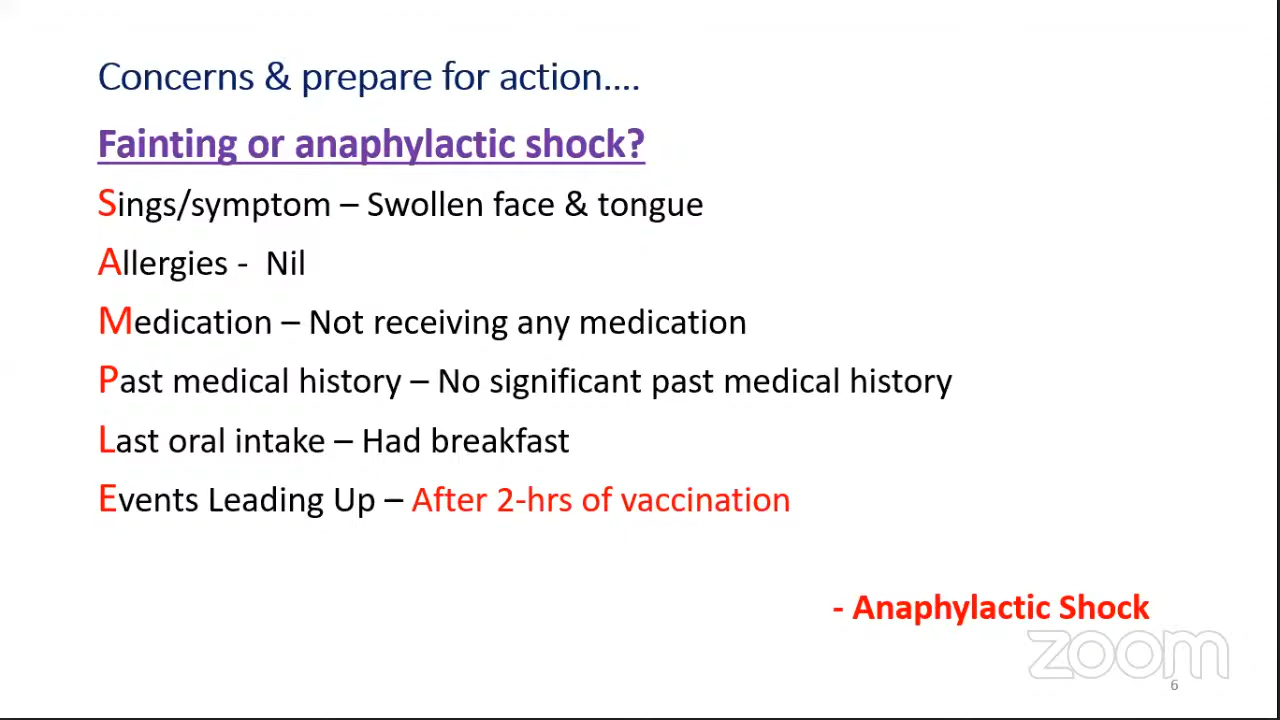 Concerns & prepare for action....
Fainting or anaphylactic shock?
Sings/symptom – Swollen face & tongue
Allergies -  Nil
Medication – Not receiving any medication
Past medical history – No significant past medical history
Last oral intake – Had breakfast
Events Leading Up – After 2-hrs of vaccination
- Anaphylactic Shock
zoom
6